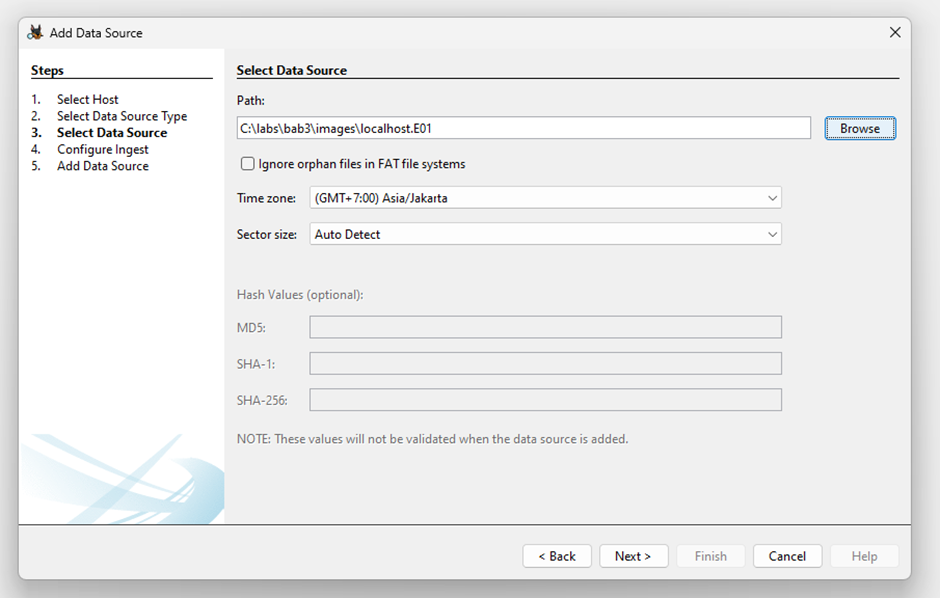 Add Data Source
Steps
1. Select Host
2. Select Data Source Type
3. Select Data Source
4. Configure Ingest
5. Add Data Source
Select Data Source
Path:
C:\labs\bab3\images\localhost.E01
Browse
Ignore orphan files in FAT file systems
Time zone: (GMT+7:00) Asia/Jakarta
Sector size: Auto Detect
Hash Values (optional):
MD5:
SHA-1:
SHA-256:
NOTE: These values will not be validated when the data source is added.
< Back Next > Finish Cancel Help